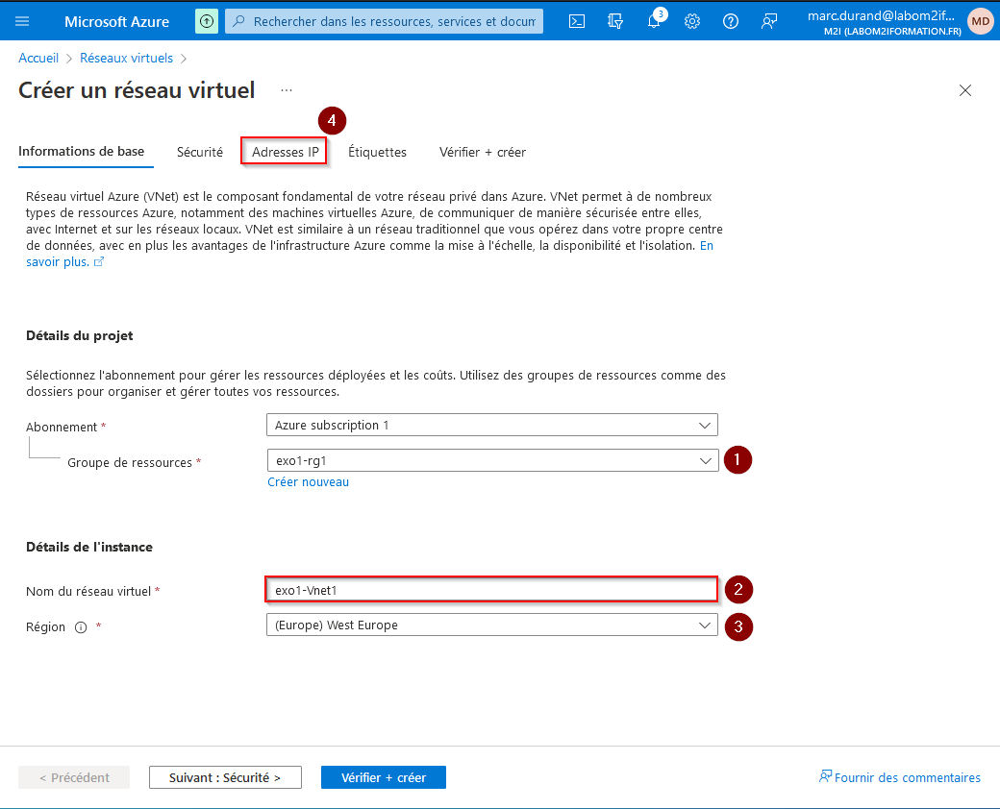 Microsoft Azure
Rechercher dans les ressources, services et docum
3
marc.durand@labom2if...
M2I (LABOM2IFORMATION.FR)
MD
Accueil > Réseaux virtuels >
Créer un réseau virtuel ...
4
Informations de base Sécurité Adresses IP Étiquettes Vérifier + créer
Réseau virtuel Azure (VNet) est le composant fondamental de votre réseau privé dans Azure. VNet permet à de nombreux
types de ressources Azure, notamment des machines virtuelles Azure, de communiquer de manière sécurisée entre elles,
avec Internet et sur les réseaux locaux. VNet est similaire à un réseau traditionnel que vous opérez dans votre propre centre
de données, avec en plus les avantages de l'infrastructure Azure comme la mise à l'échelle, la disponibilité et l'isolation. En
savoir plus.
Détails du projet
Sélectionnez l'abonnement pour gérer les ressources déployées et les coûts. Utilisez des groupes de ressources comme des
dossiers pour organiser et gérer toutes vos ressources.
Abonnement * Azure subscription 1
Groupe de ressources * exo1-rg1 1
Créer nouveau
Détails de l'instance
Nom du réseau virtuel * exo1-Vnet1 2
Région * (Europe) West Europe 3
< Précédent Suivant : Sécurité > Vérifier + créer Fournir des commentaires